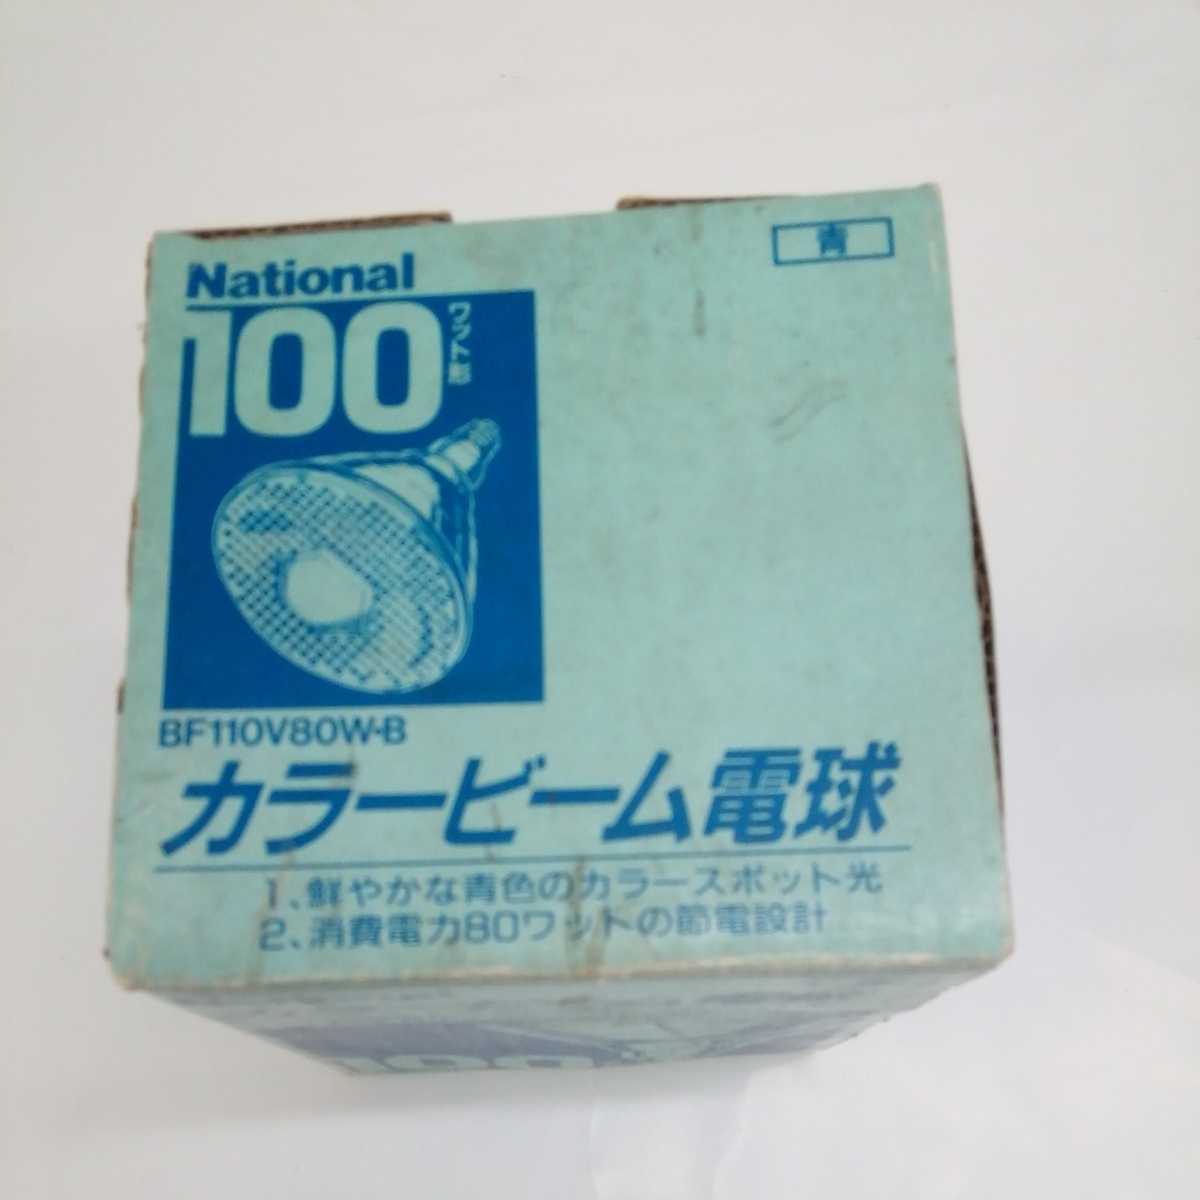 National
青
100
ワット形
BF110V80W·B
カラービーム電球
1、鮮やかな青色のカラースポット光
2、消費電力80ワットの節電設計
100